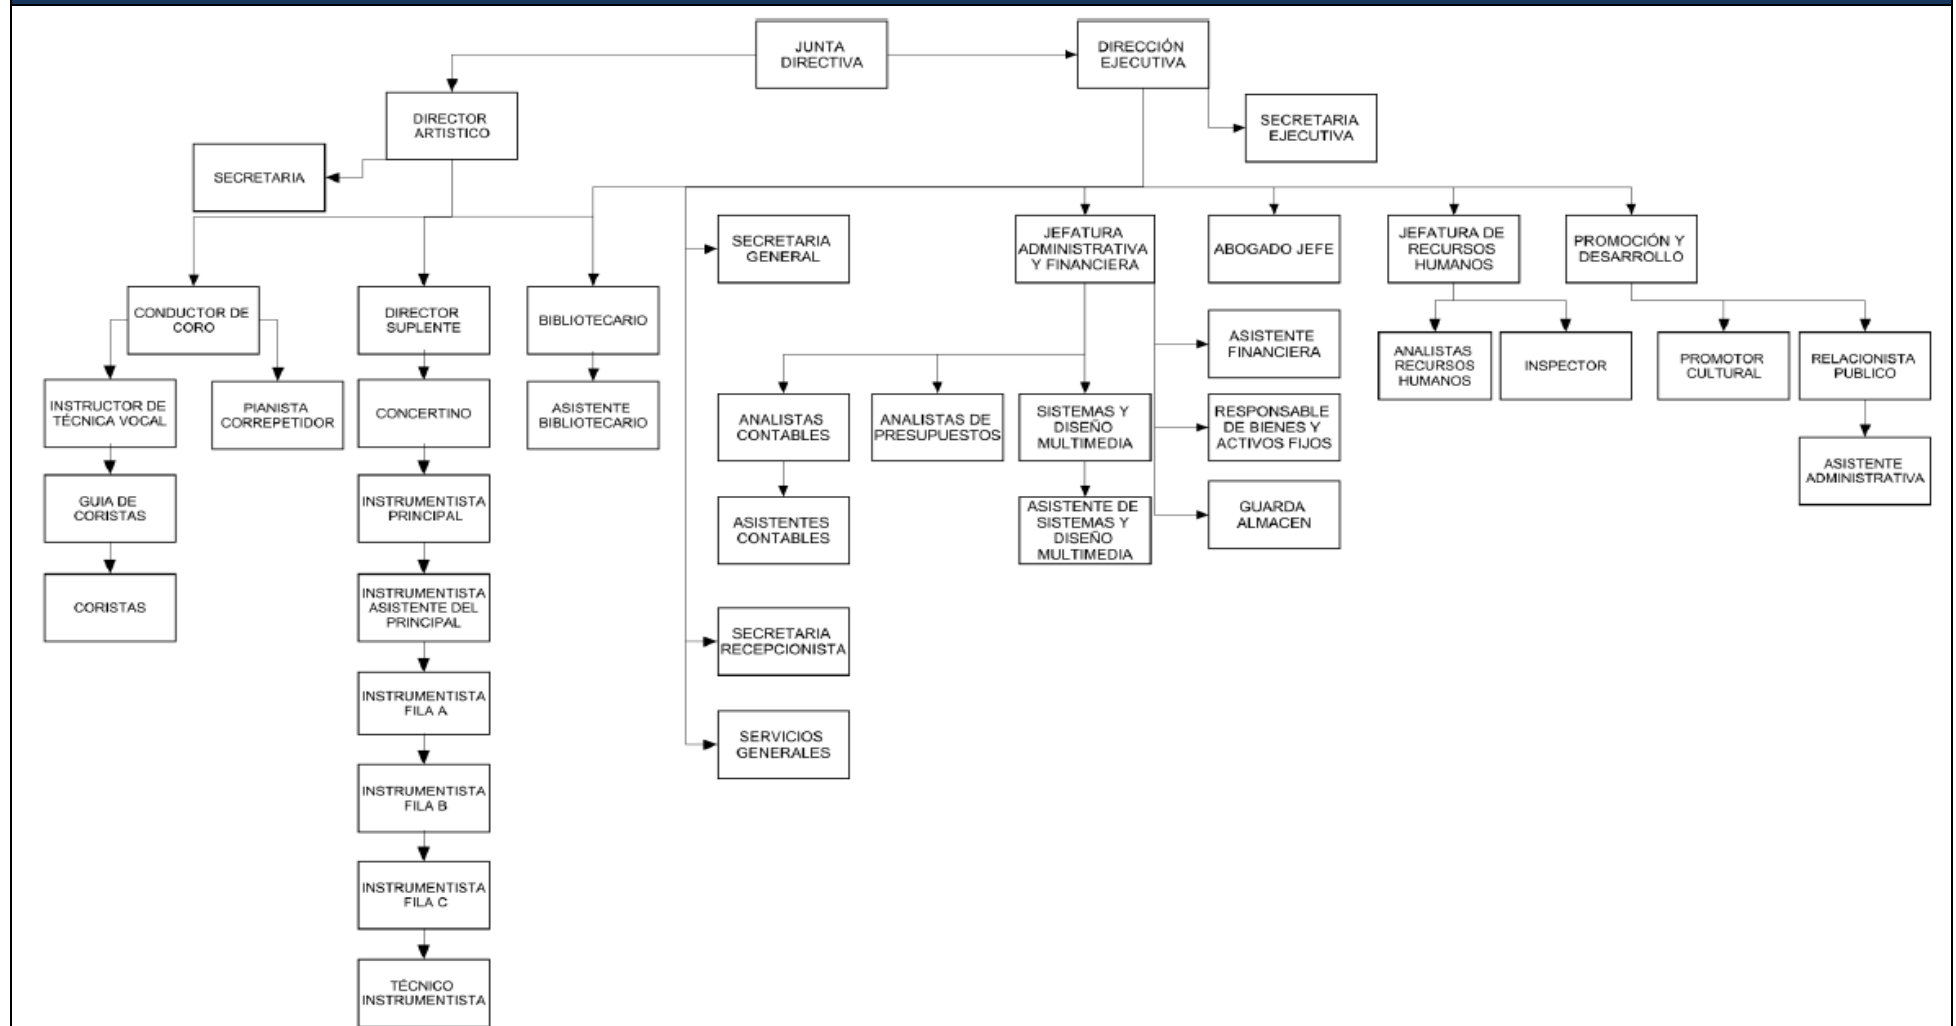 JUNTA
DIRECTIVA
DIRECCIÓN
EJECUTIVA
DIRECTOR
ARTISTICO
SECRETARIA
EJECUTIVA
SECRETARIA
SECRETARIA
GENERAL
JEFATURA
ADMINISTRATIVA
Y FINANCIERA
ABOGADO JEFE
JEFATURA DE
RECURSOS
HUMANOS
PROMOCIÓN Y
DESARROLLO
CONDUCTOR DE
CORO
DIRECTOR
SUPLENTE
BIBLIOTECARIO
ASISTENTE
FINANCIERA
ANALISTAS
RECURSOS
HUMANOS
INSPECTOR
PROMOTOR
CULTURAL
RELACIONISTA
PUBLICO
INSTRUCTOR DE
TÉCNICA VOCAL
PIANISTA
CORREPETIDOR
CONCERTINO
ASISTENTE
BIBLIOTECARIO
ANALISTAS
CONTABLES
ANALISTAS DE
PRESUPUESTOS
SISTEMAS Y
DISEÑO
MULTIMEDIA
RESPONSABLE
DE BIENES Y
ACTIVOS FIJOS
ASISTENTE
ADMINISTRATIVA
GUIA DE
CORISTAS
INSTRUMENTISTA
PRINCIPAL
ASISTENTES
CONTABLES
ASISTENTE DE
SISTEMAS Y
DISEÑO
MULTIMEDIA
GUARDA
ALMACEN
CORISTAS
INSTRUMENTISTA
ASISTENTE DEL
PRINCIPAL
SECRETARIA
RECEPCIONISTA
INSTRUMENTISTA
FILA A
SERVICIOS
GENERALES
INSTRUMENTISTA
FILA B
INSTRUMENTISTA
FILA C
TÉCNICO
INSTRUMENTISTA